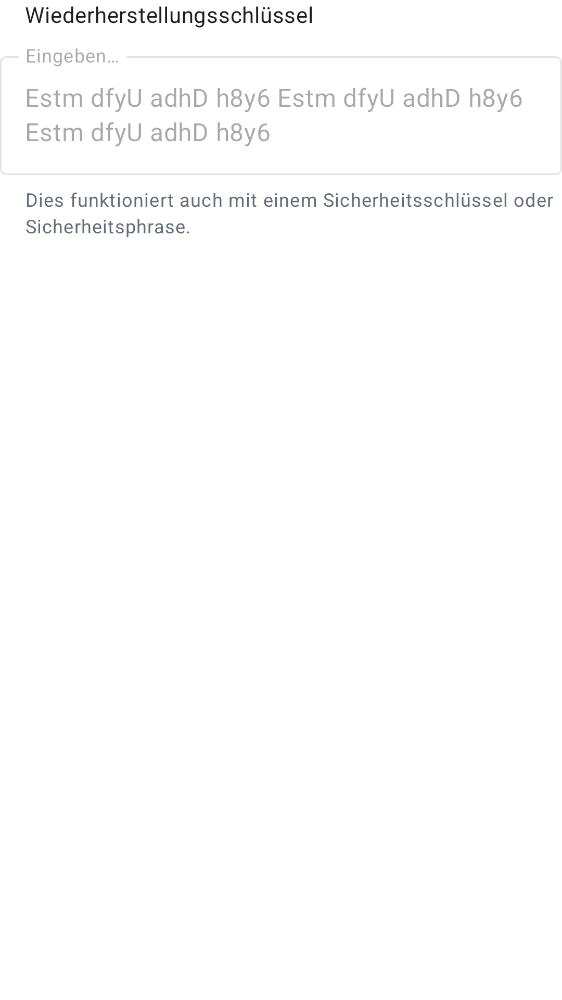 Wiederherstellungsschlüssel
Eingeben…
Estm dfyU adhD h8y6 Estm dfyU adhD h8y6
Estm dfyU adhD h8y6
Dies funktioniert auch mit einem Sicherheitsschlüssel oder
Sicherheitsphrase.